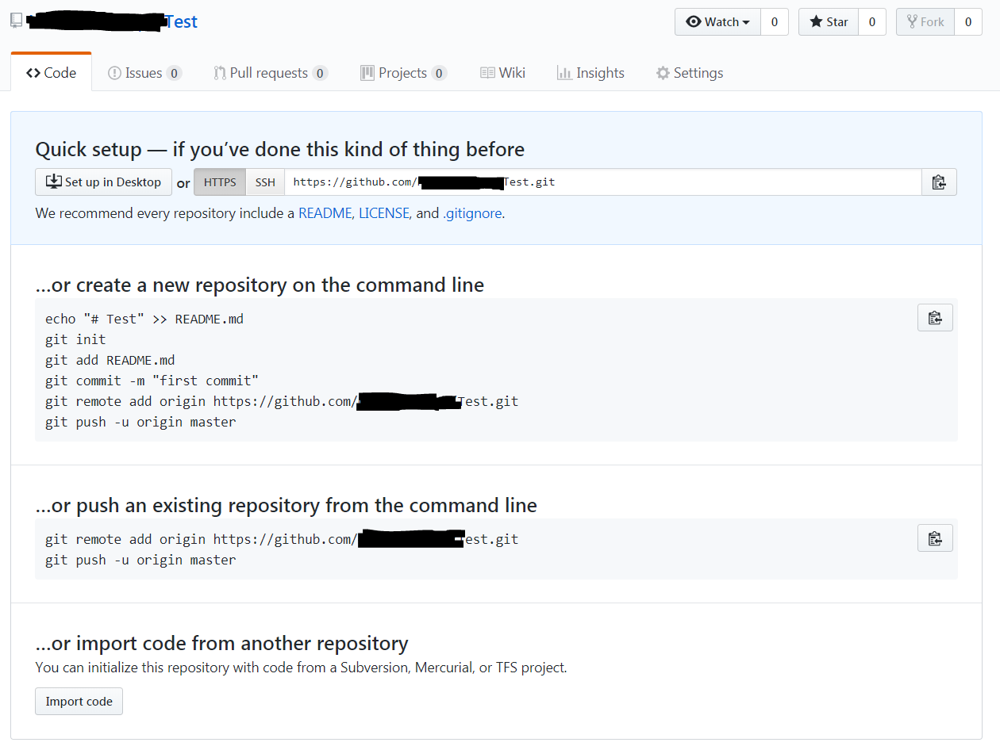 Test
Watch 0 Star 0 Fork 0
Code Issues 0 Pull requests 0 Projects 0 Wiki Insights Settings
Quick setup — if you’ve done this kind of thing before
Set up in Desktop or HTTPS SSH https://github.com/ Test.git
We recommend every repository include a README, LICENSE, and .gitignore.
…or create a new repository on the command line
echo "# Test" >> README.md
git init
git add README.md
git commit -m "first commit"
git remote add origin https://github.com/ Test.git
git push -u origin master
…or push an existing repository from the command line
git remote add origin https://github.com/ Test.git
git push -u origin master
…or import code from another repository
You can initialize this repository with code from a Subversion, Mercurial, or TFS project.
Import code